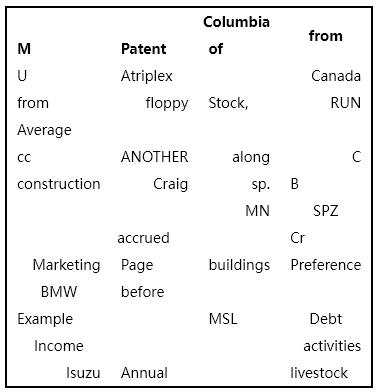 M Patent Columbia of from
U Atriplex Canada
from floppy Stock, RUN
Average
cc ANOTHER along C
construction Craig sp. B
MN SPZ
accrued Cr
Marketing Page buildings Preference
BMW before
Example MSL Debt
Income activities
Isuzu Annual livestock